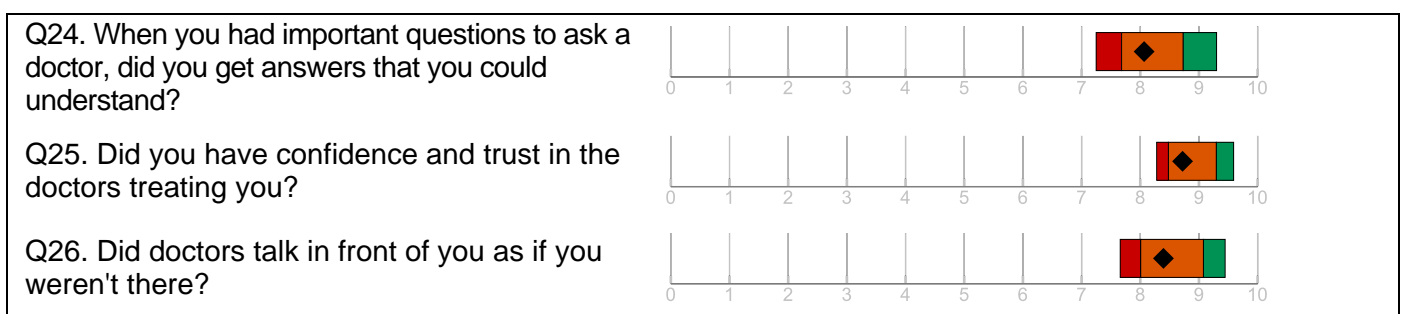 Q24. When you had important questions to ask a
doctor, did you get answers that you could
understand?
0 1 2 3 4 5 6 7 8 9 10
Q25. Did you have confidence and trust in the
doctors treating you?
0 1 2 3 4 5 6 7 8 9 10
Q26. Did doctors talk in front of you as if you
weren't there?
0 1 2 3 4 5 6 7 8 9 10